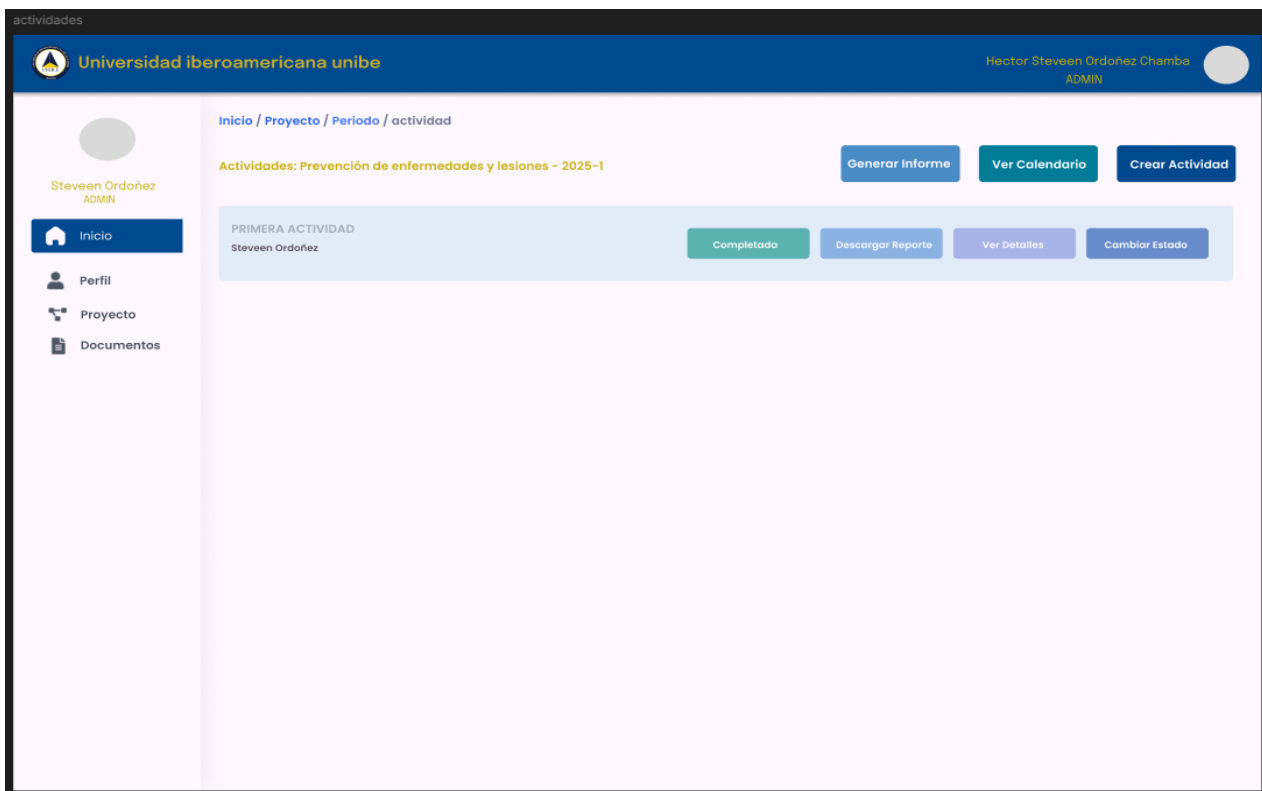 actividades
Universidad iberoamericana unibe
Hector Steveen Ordoñez Chamba
ADMIN
Steveen Ordoñez
ADMIN
Inicio
Perfil
Proyecto
Documentos
Inicio / Proyecto / Periodo / actividad
Actividades: Prevención de enfermedades y lesiones - 2025-1
Generar Informe
Ver Calendario
Crear Actividad
PRIMERA ACTIVIDAD
Steveen Ordoñez
Completada
Descargar Reporte
Ver Detalles
Cambiar Estado